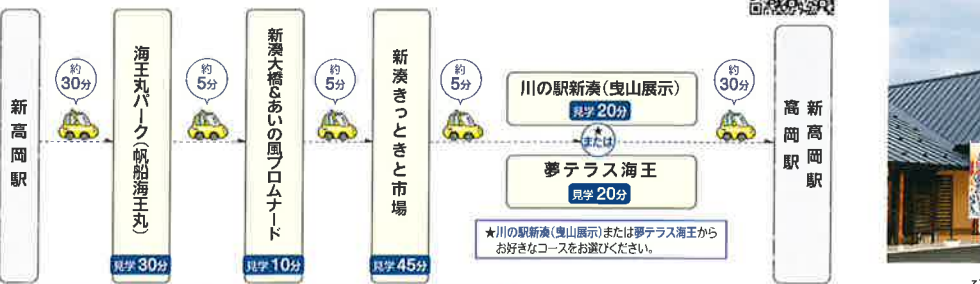 新高岡駅
約
30分
海王丸パーク(帆船海王丸)
見学30分
約
5分
新湊大橋&あいの風プロムナード
見学10分
約
5分
新湊きっときと市場
見学45分
約
5分
川の駅新湊(曳山展示)
見学20分
★
または
夢テラス海王
見学20分
★川の駅新湊(曳山展示)または夢テラス海王から
お好きなコースをお選びください。
約
30分
新高岡駅
高岡駅